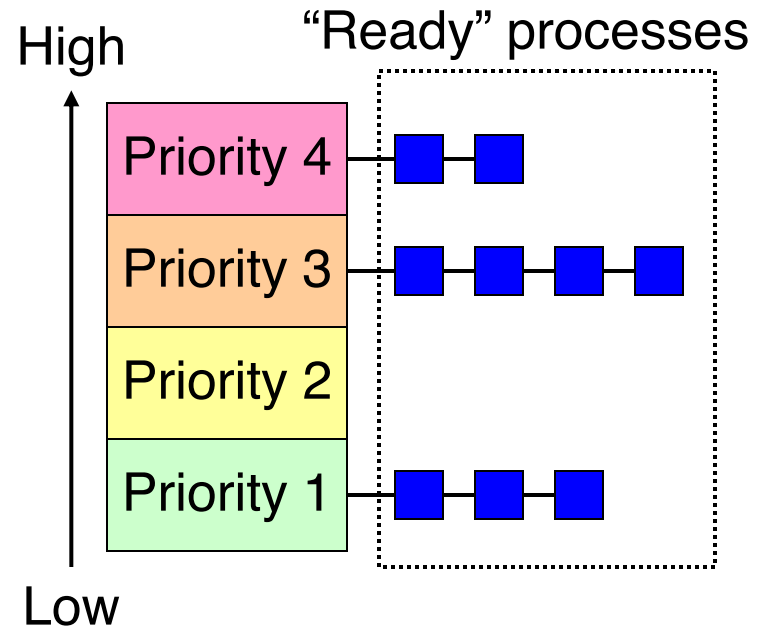 “Ready” processes
High
Priority 4
Priority 3
Priority 2
Priority 1
Low